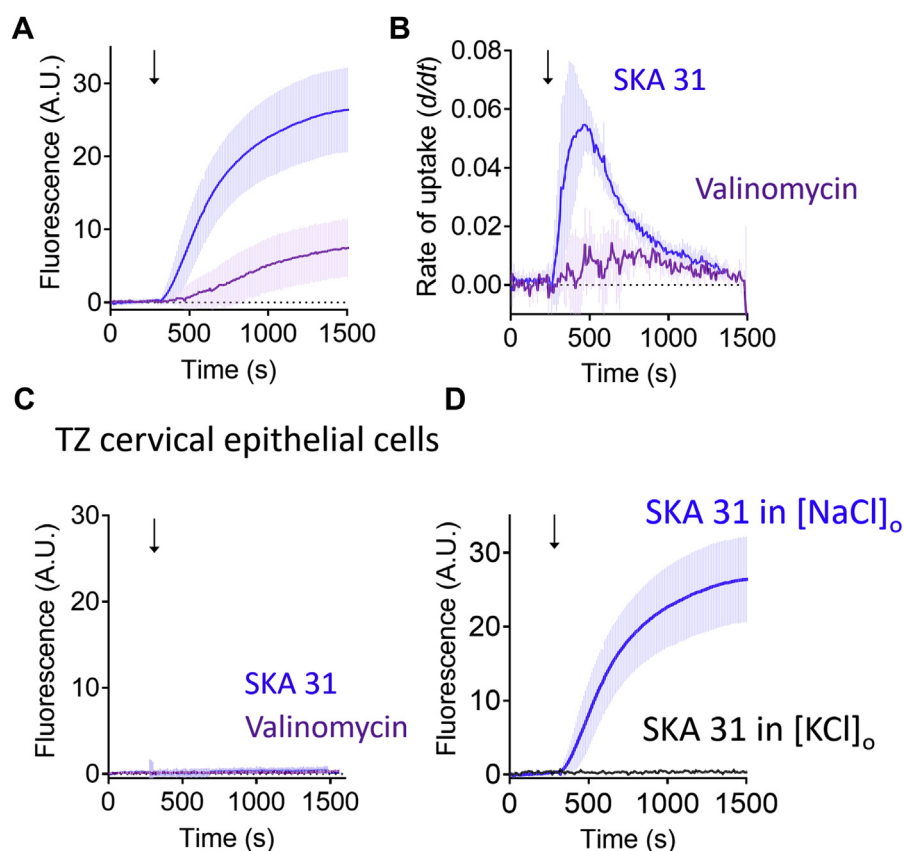 A
Fluorescence (A.U.)
30
20
10
0
0 500 1000 1500
Time (s)
B
Rate of uptake (d/dt)
0.08
0.06
0.04
0.02
0.00
SKA 31
Valinomycin
0 500 1000 1500
Time (s)
C
TZ cervical epithelial cells
Fluorescence (A.U.)
30
20
10
0
SKA 31
Valinomycin
0 500 1000 1500
Time (s)
D
SKA 31 in [NaCl]o
Fluorescence (A.U.)
30
20
10
0
SKA 31 in [KCl]o
0 500 1000 1500
Time (s)